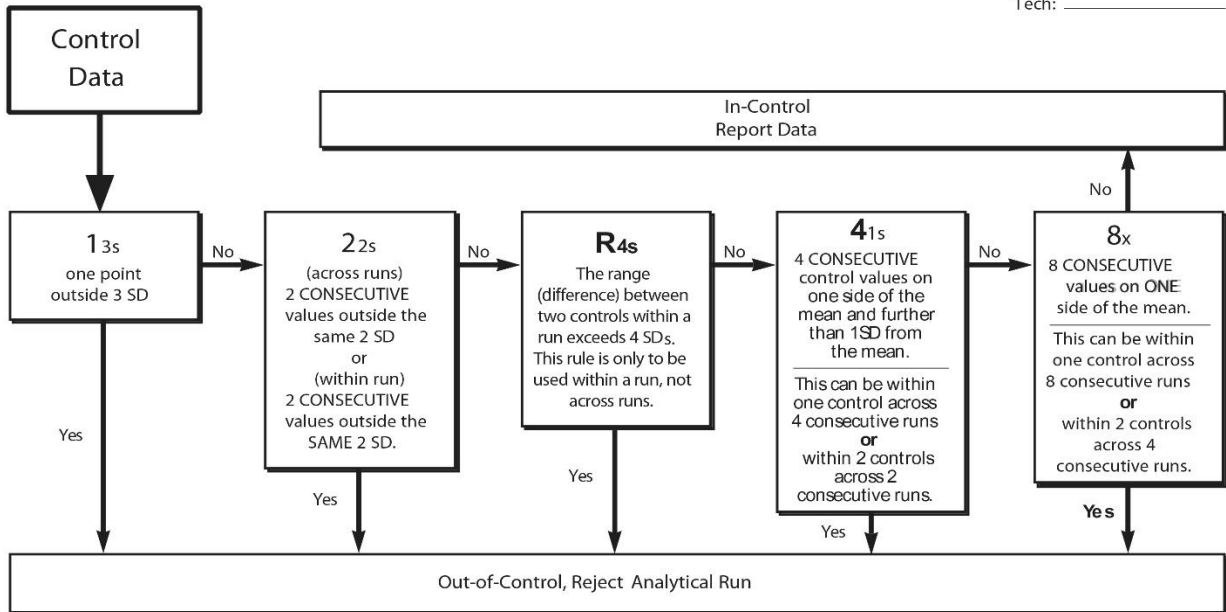 Tech:
Control
Data
In-Control
Report Data
No
1 3s
one point
outside 3 SD
No
2 2s
(across runs)
2 CONSECUTIVE
values outside the
same 2 SD
or
(within run)
2 CONSECUTIVE
values outside the
SAME 2 SD.
No
R4s
The range
(difference) between
two controls within a
run exceeds 4 SDs.
This rule is only to be
used within a run, not
across runs.
No
4 1s
4 CONSECUTIVE
control values on
one side of the
mean and further
than 1SD from
the mean.
This can be within
one control across
4 consecutive runs
or
within 2 controls
across 2
consecutive runs.
No
8x
8 CONSECUTIVE
values on ONE
side of the mean.
This can be within
one control across
8 consecutive runs
or
within 2 controls
across 4
consecutive runs.
Yes
Yes
Yes
Yes
Yes
Out-of-Control, Reject Analytical Run